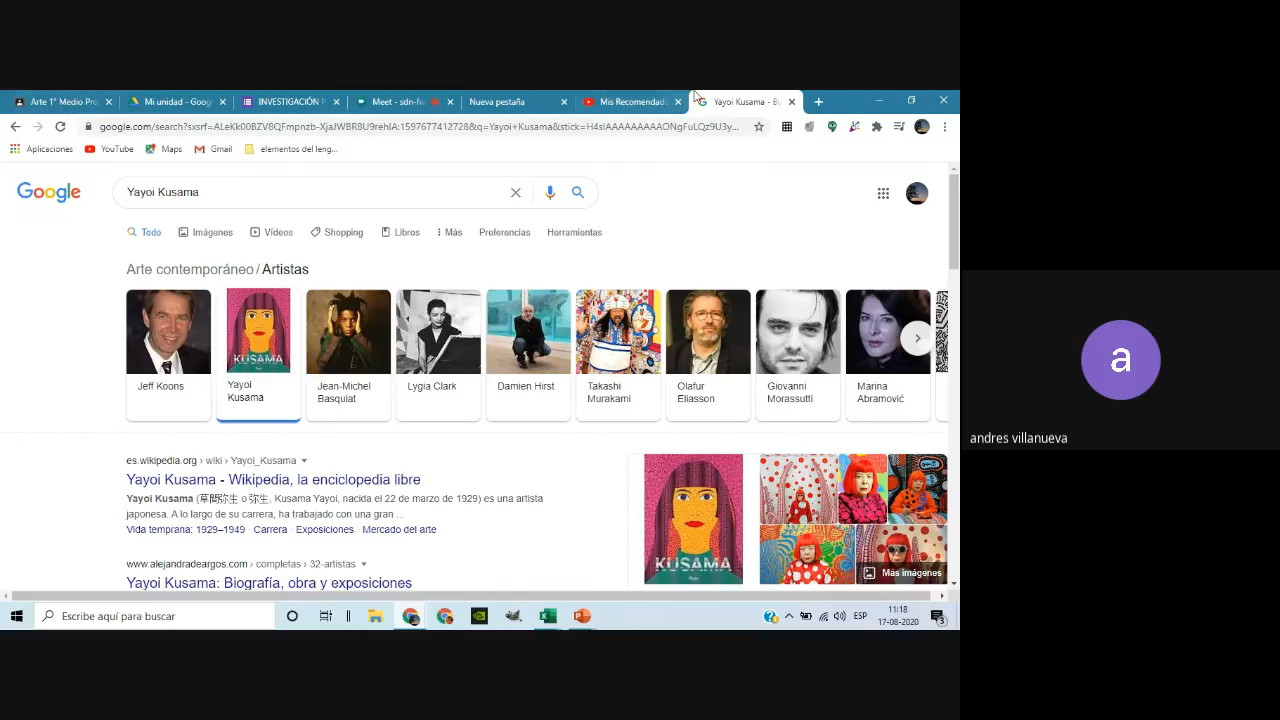 Arte 1° Medio Pro
Mi unidad - Goog
INVESTIGACIÓN P
Meet - sdn-fw
Nueva pestaña
Mis Recomendad
Yayoi Kusama - Bu
google.com/search?sxsrf=ALeKk00BZV8QFmpnzb-XjaJWBR8U9rehIA:1597677412728&q=Yayoi+Kusama&stick=H4sIAAAAAAAAONgFuLQz9U3y...
Aplicaciones
YouTube
Maps
Gmail
elementos del leng...
Google
Yayoi Kusama
Todo
Imágenes
Vídeos
Shopping
Libros
Más
Preferencias
Herramientas
Arte contemporáneo / Artistas
KUSAMA
Jeff Koons
Yayoi
Kusama
Jean-Michel
Basquiat
Lygia Clark
Damien Hirst
Takashi
Murakami
Olafur
Eliasson
Giovanni
Morassutti
Marina
Abramović
es.wikipedia.org › wiki › Yayoi_Kusama
Yayoi Kusama - Wikipedia, la enciclopedia libre
Yayoi Kusama (草間弥生 o 弥生, Kusama Yayoi, nacida el 22 de marzo de 1929) es una artista
japonesa. A lo largo de su carrera, ha trabajado con una gran ...
Vida temprana: 1929–1949 · Carrera · Exposiciones · Mercado del arte
www.alejandradeargos.com › completas › 32-artistas
Yayoi Kusama: Biografía, obra y exposiciones
KUSAMA
Más imágenes
Escribe aquí para buscar
ESP
11:18
17-08-2020
3
a
andres villanueva